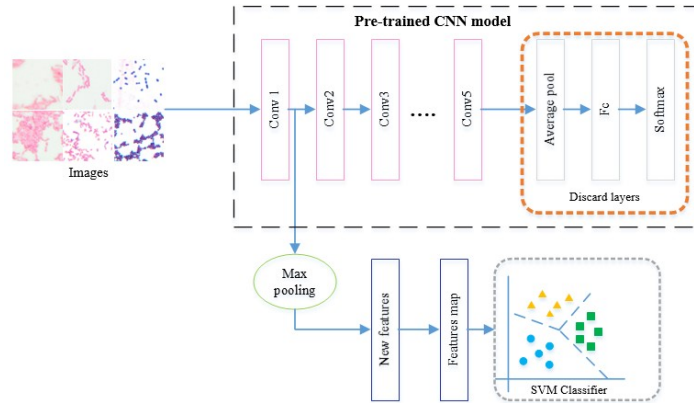 Pre-trained CNN model
Images
Conv 1
Conv2
Conv3
....
Conv5
Average pool
Fc
Softmax
Discard layers
Max
pooling
New features
Features map
SVM Classifier